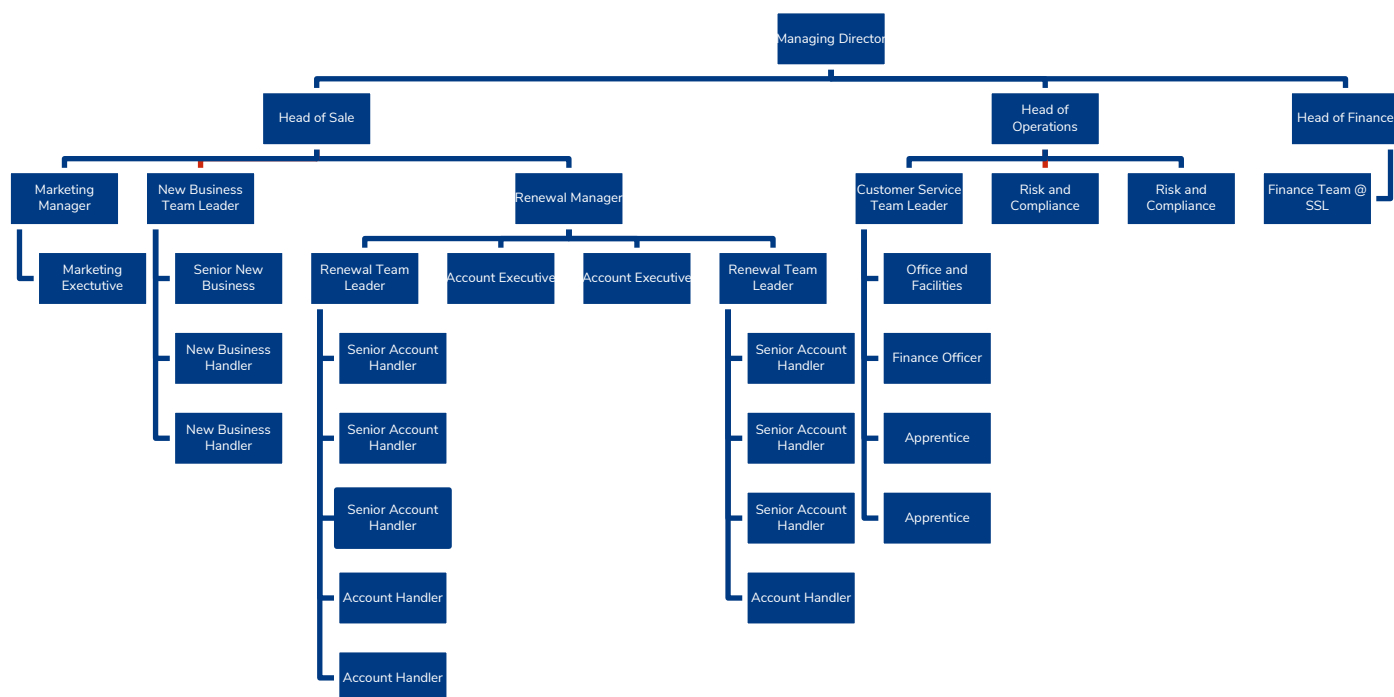 Managing Director
Head of Sale
Head of
Operations
Head of Finance
Marketing
Manager
New Business
Team Leader
Renewal Manager
Customer Service
Team Leader
Risk and
Compliance
Risk and
Compliance
Finance Team @
SSL
Marketing
Exectutive
Senior New
Business
Renewal Team
Leader
Account Executive
Account Executive
Renewal Team
Leader
Office and
Facilities
New Business
Handler
Senior Account
Handler
Senior Account
Handler
Finance Officer
New Business
Handler
Senior Account
Handler
Senior Account
Handler
Apprentice
Senior Account
Handler
Senior Account
Handler
Apprentice
Account Handler
Account Handler
Account Handler